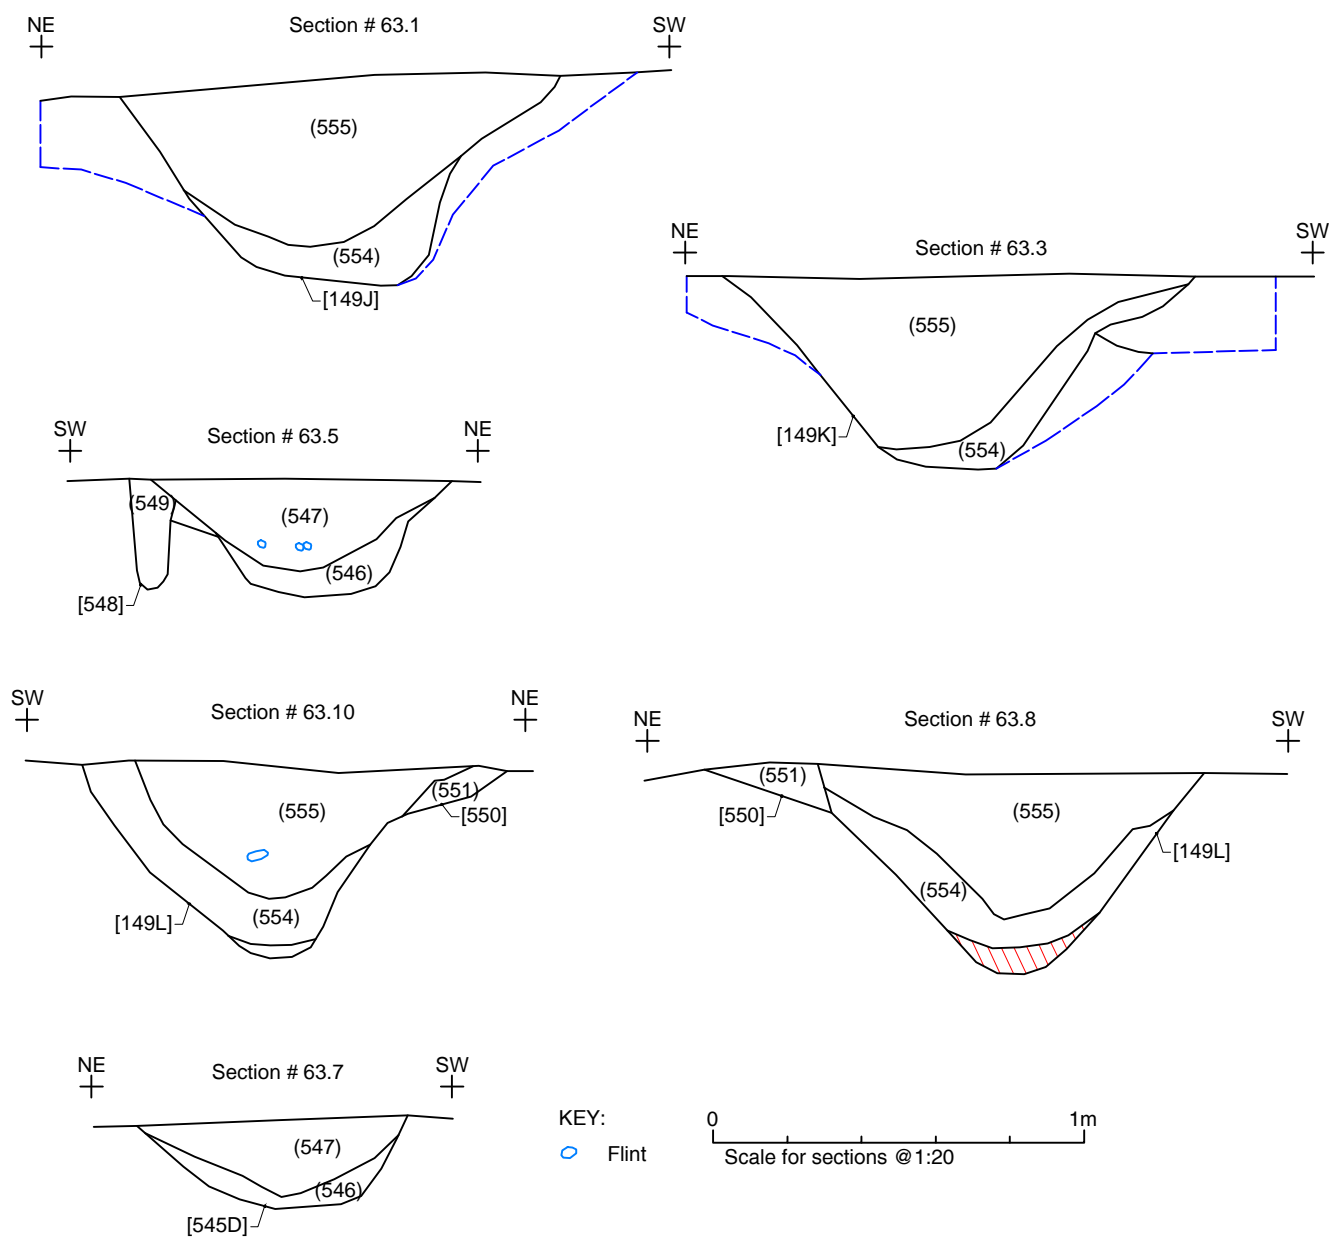 NE Section # 63.1 SW
(555)
(554)
[149J]
NE Section # 63.3 SW
(555)
[149K]
(554)
SW Section # 63.5 NE
(549)
(547)
(546)
[548]
SW Section # 63.10 NE
(551)
(555)
[550]
(554)
[149L]
NE Section # 63.8 SW
(551)
(555)
[550]
[149L]
(554)
NE Section # 63.7 SW
(547)
(546)
[545D]
KEY:
Flint
0 1m
Scale for sections @1:20